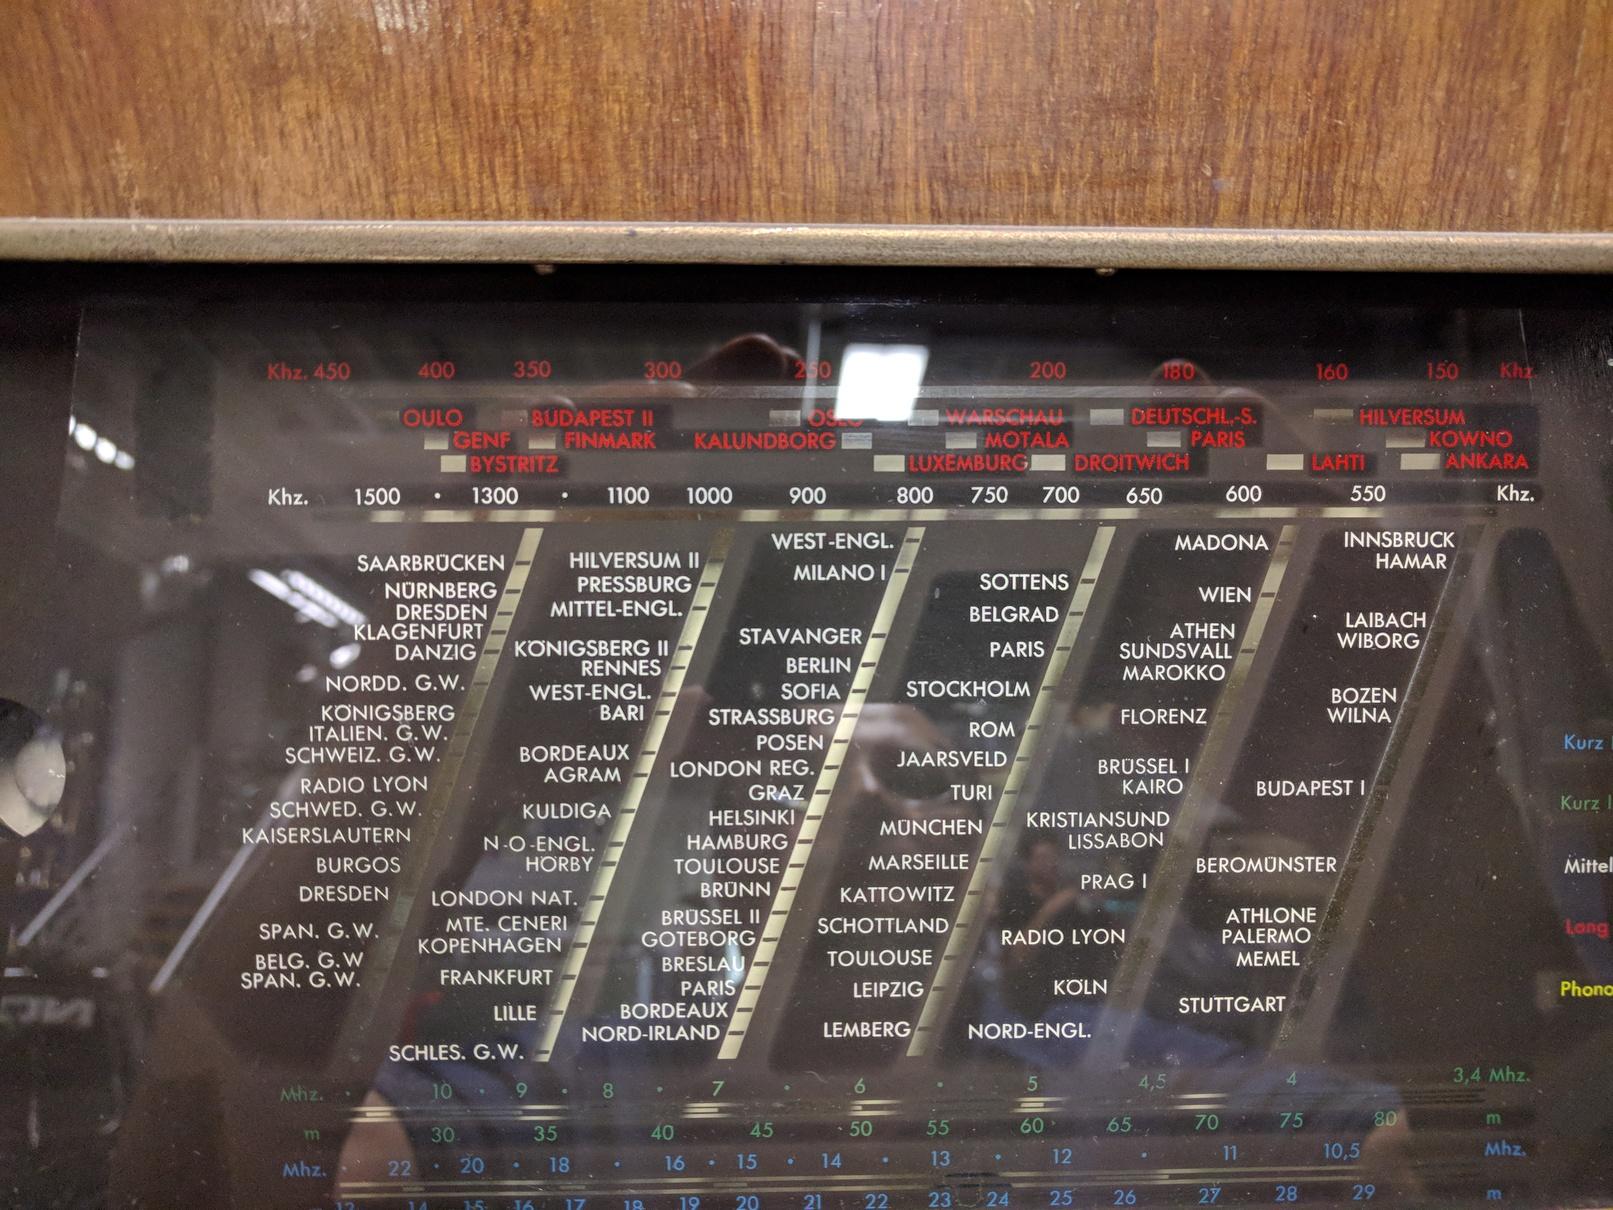 Khz. 450 400 350 300 250 200 180 160 150 Khz.
OULO BUDAPEST II OSLO WARSCHAU DEUTSCHL.-S. HILVERSUM
GENF FINMARK KALUNDBORG MOTALA PARIS KOWNO
BYSTRITZ LUXEMBURG DROITWICH LAHTI ANKARA
Khz. 1500 • 1300 • 1100 1000 900 800 750 700 650 600 550 Khz.
SAARBRÜCKEN
NÜRNBERG
DRESDEN
KLAGENFURT
DANZIG
NORDD. G.W.
KÖNIGSBERG
ITALIEN. G.W.
SCHWEIZ. G.W.
RADIO LYON
SCHWED. G.W.
KAISERSLAUTERN
BURGOS
DRESDEN
SPAN. G.W.
BELG. G.W
SPAN. G.W.
HILVERSUM II
PRESSBURG
MITTEL-ENGL.
KÖNIGSBERG II
RENNES
WEST-ENGL.
BARI
BORDEAUX
AGRAM
KULDIGA
N-O-ENGL.
HÖRBY
LONDON NAT.
MTE. CENERI
KOPENHAGEN
FRANKFURT
LILLE
SCHLES. G.W.
WEST-ENGL.
MILANO I
STAVANGER
BERLIN
SOFIA
STRASSBURG
POSEN
LONDON REG.
GRAZ
HELSINKI
HAMBURG
TOULOUSE
BRÜNN
BRÜSSEL II
GÖTEBORG
BRESLAU
PARIS
BORDEAUX
NORD-IRLAND
SOTTENS
BELGRAD
PARIS
STOCKHOLM
ROM
JAARSVELD
TURI
MÜNCHEN
MARSEILLE
KATTOWITZ
SCHOTTLAND
TOULOUSE
LEIPZIG
LEMBERG
MADONA
WIEN
ATHEN
SUNDSVALL
MAROKKO
FLORENZ
BRÜSSEL I
KAIRO
KRISTIANSUND
LISSABON
PRAG I
RADIO LYON
KÖLN
NORD-ENGL.
INNSBRUCK
HAMAR
LAIBACH
WIBORG
BOZEN
WILNA
BUDAPEST I
BEROMÜNSTER
ATHLONE
PALERMO
MEMEL
STUTTGART
Kurz
Kurz
Mittel
Long
Phono
Mhz. • 10 • 9 • 8 • 7 • 6 • 5 4,5 4 3,4 Mhz.
m 30 35 40 45 50 55 60 65 70 75 80 m
Mhz. • 22 • 20 • 18 • 16 • 15 • 14 • 13 • 12 • 11 10,5 Mhz.
13 14 15 16 17 18 19 20 21 22 23 24 25 26 27 28 29 m